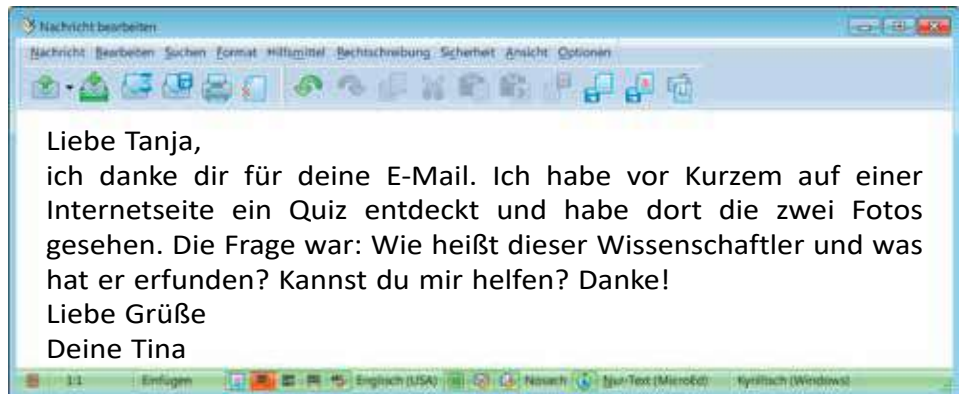 Nachricht bearbeiten
Nachricht Bearbeiten Suchen Format Hilfsmittel Rechtschreibung Sicherheit Ansicht Optionen
Liebe Tanja,
ich danke dir für deine E-Mail. Ich habe vor Kurzem auf einer
Internetseite ein Quiz entdeckt und habe dort die zwei Fotos
gesehen. Die Frage war: Wie heißt dieser Wissenschaftler und was
hat er erfunden? Kannst du mir helfen? Danke!
Liebe Grüße
Deine Tina
1:1 Einfügen Englisch (USA) Nur-Text (MicroEd) Kyrillisch (Windows)